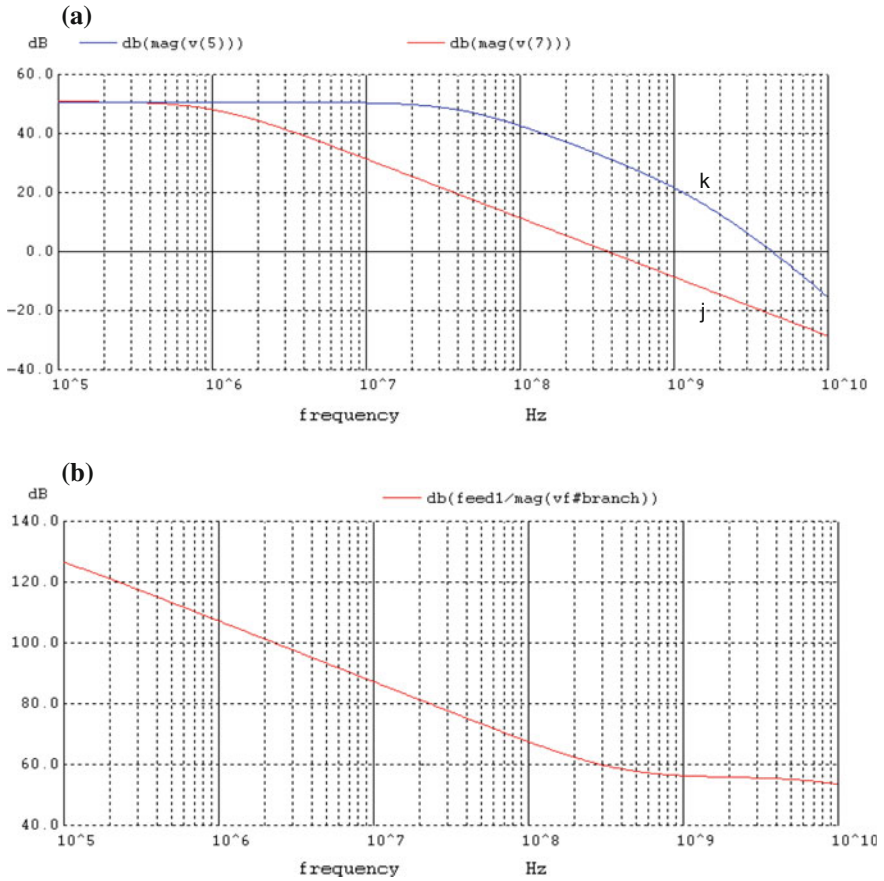 (a)
dB db(mag(v(5))) db(mag(v(7)))
60.0
40.0
20.0
0.0
-20.0
-40.0
k
j
10^5 10^6 10^7 10^8 10^9 10^10
frequency Hz
(b)
dB db(feed1/mag(vf#branch))
140.0
120.0
100.0
80.0
60.0
40.0
10^5 10^6 10^7 10^8 10^9 10^10
frequency Hz